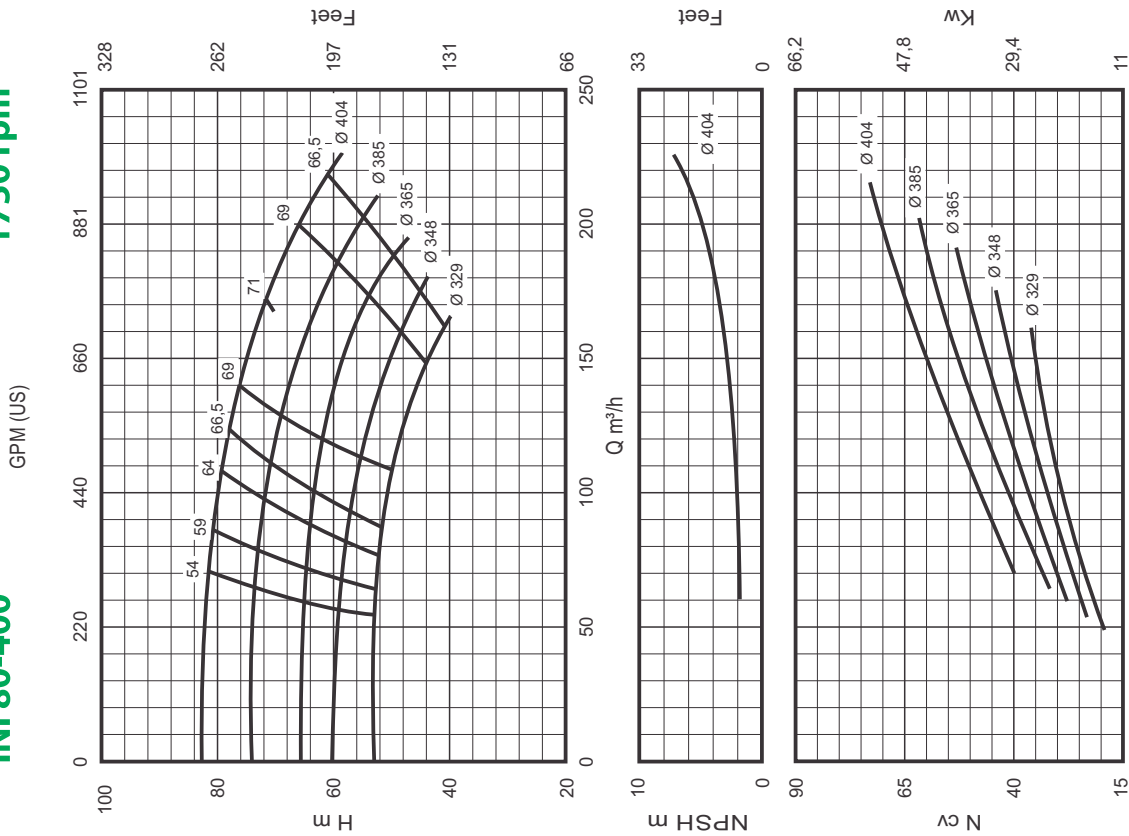 1750 rpm
GPM (US)
0
220
440
660
881
1101
Feet
328
262
197
131
66
100
80
60
40
20
H m
54
59
64
66,5
69
71
69
66,5
Ø 404
Ø 385
Ø 365
Ø 348
Ø 329
0
50
100
150
200
250
Q m³/h
10
0
NPSH m
Ø 404
33
0
Feet
90
65
40
15
N cv
Ø 404
Ø 385
Ø 365
Ø 348
Ø 329
66,2
47,8
29,4
11
Kw